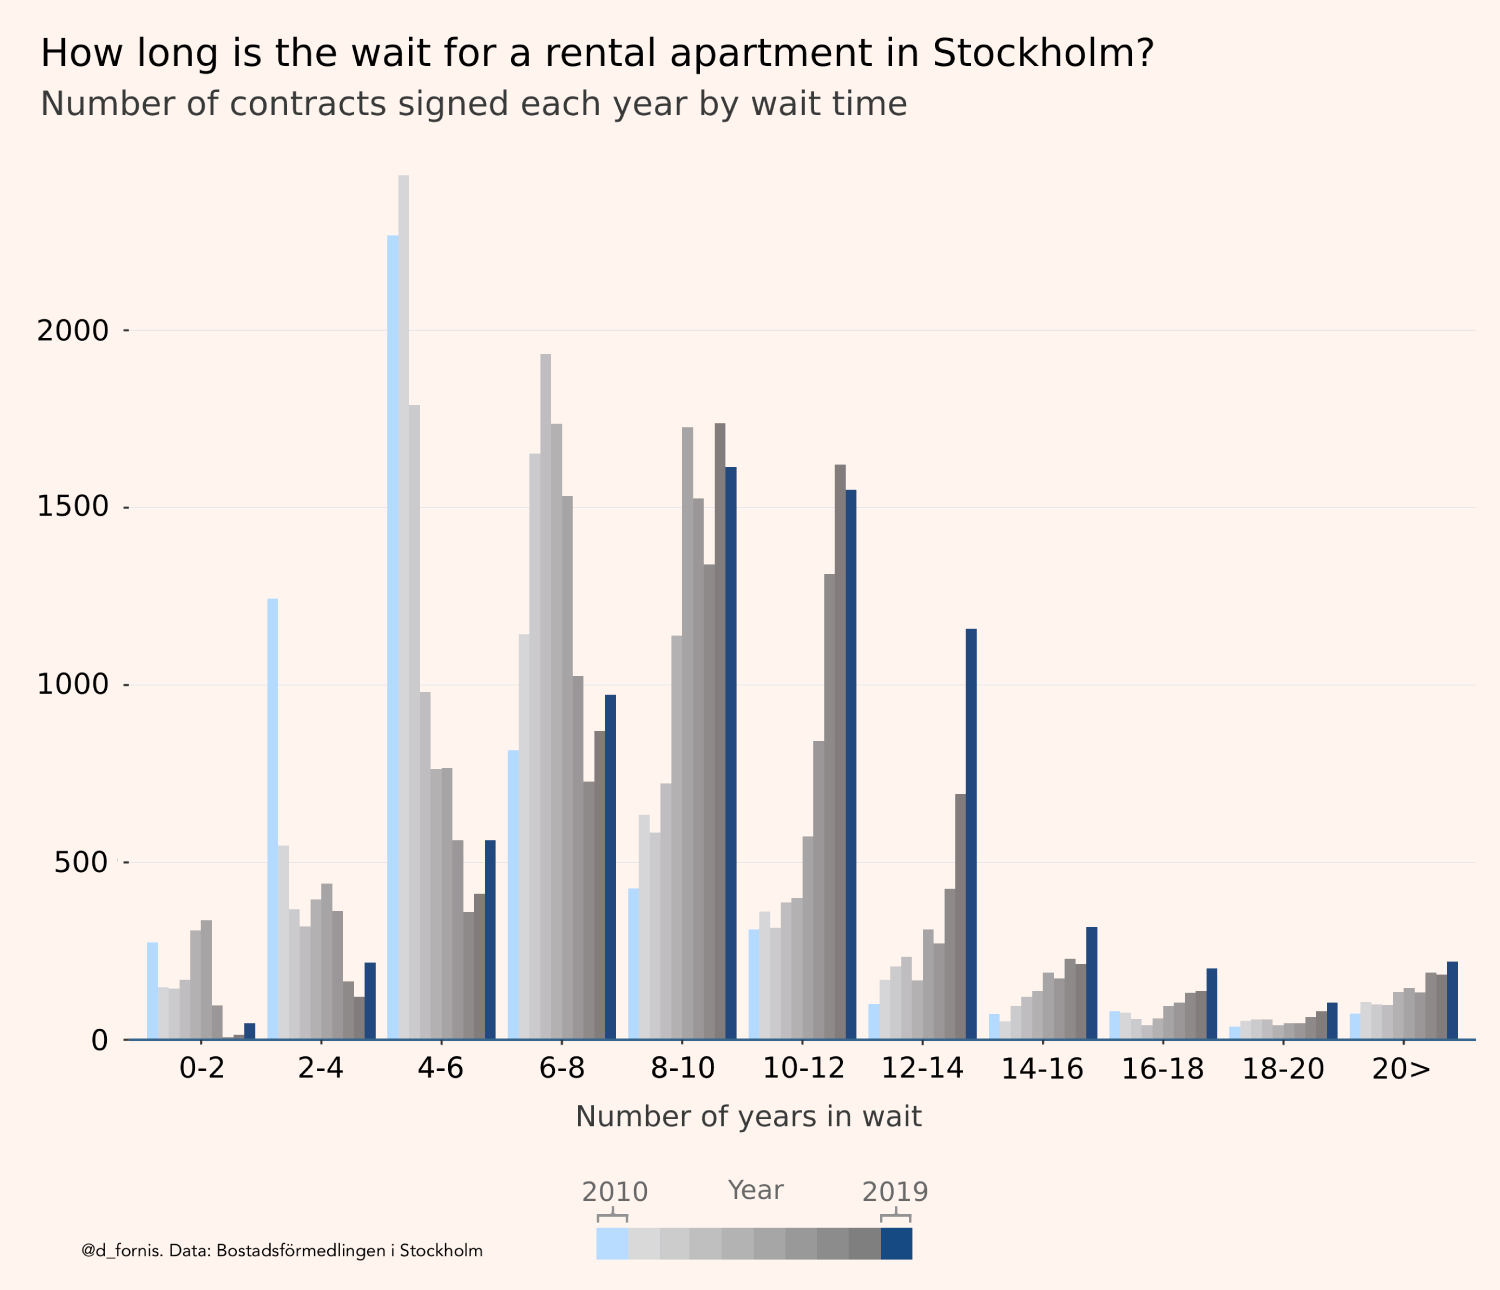 How long is the wait for a rental apartment in Stockholm?
Number of contracts signed each year by wait time
2000
1500
1000
500
0
0-2 2-4 4-6 6-8 8-10 10-12 12-14 14-16 16-18 18-20 20>
Number of years in wait
2010 Year 2019
@d_fornis. Data: Bostadsförmedlingen i Stockholm